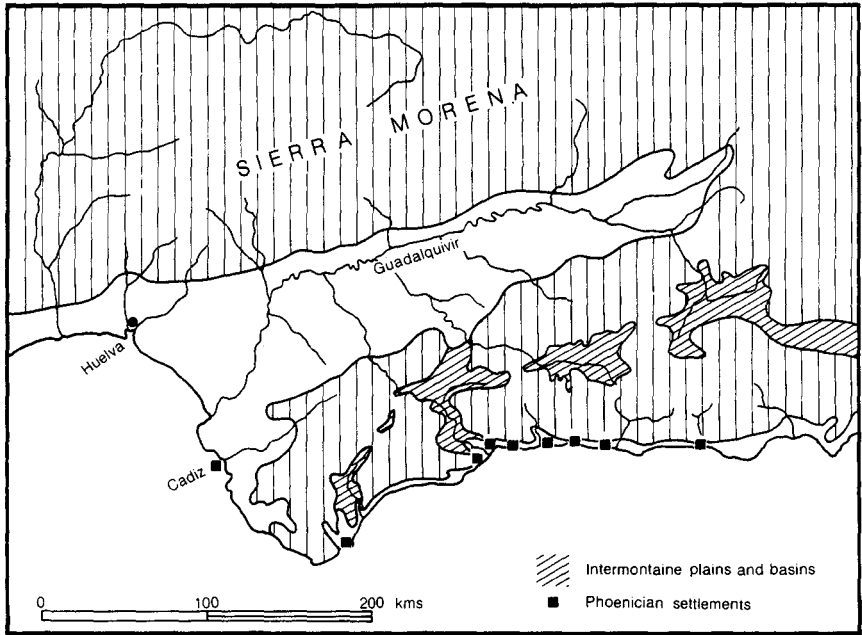 SIERRA MORENA
Guadalquivir
Huelva
Cadiz
Intermontaine plains and basins
0 100 200 kms
Phoenician settlements